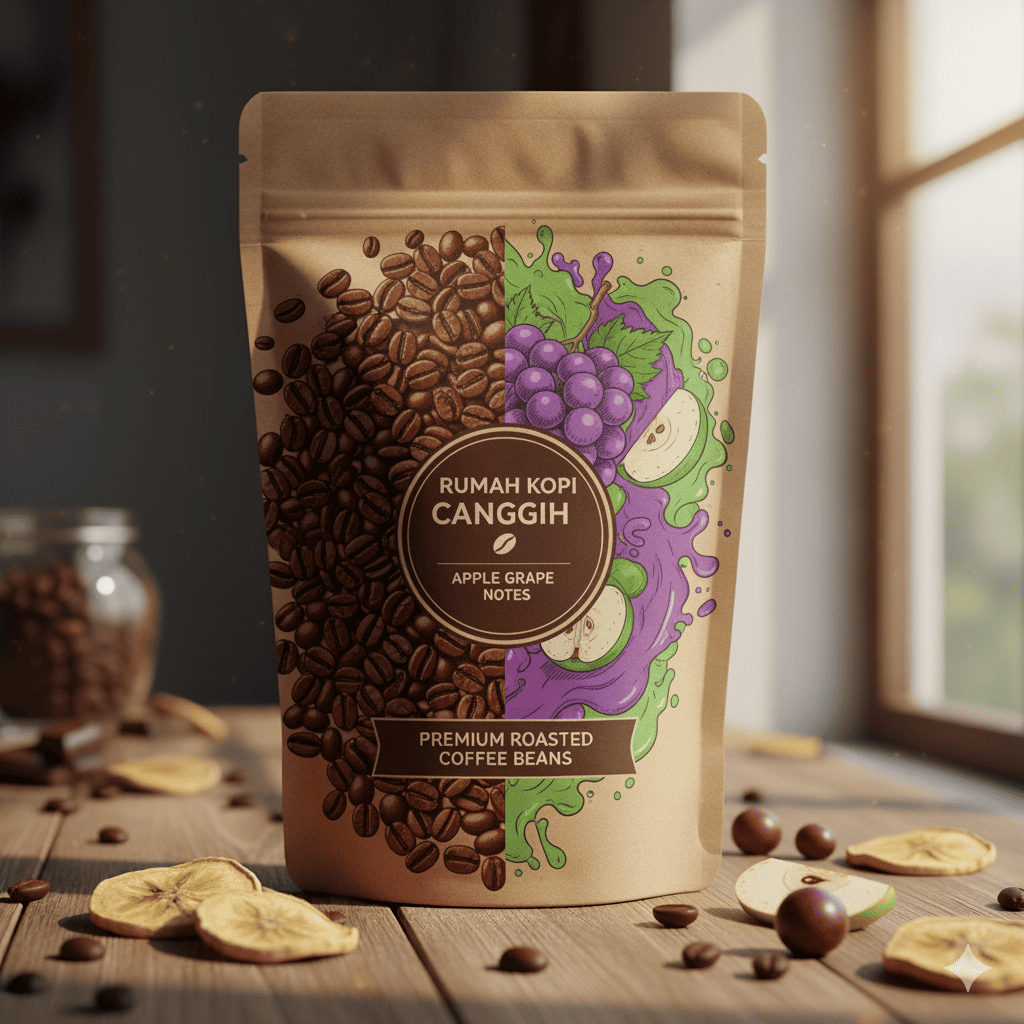 RUMAH KOPI
CANGGIH
APPLE GRAPE
NOTES
PREMIUM ROASTED
COFFEE BEANS